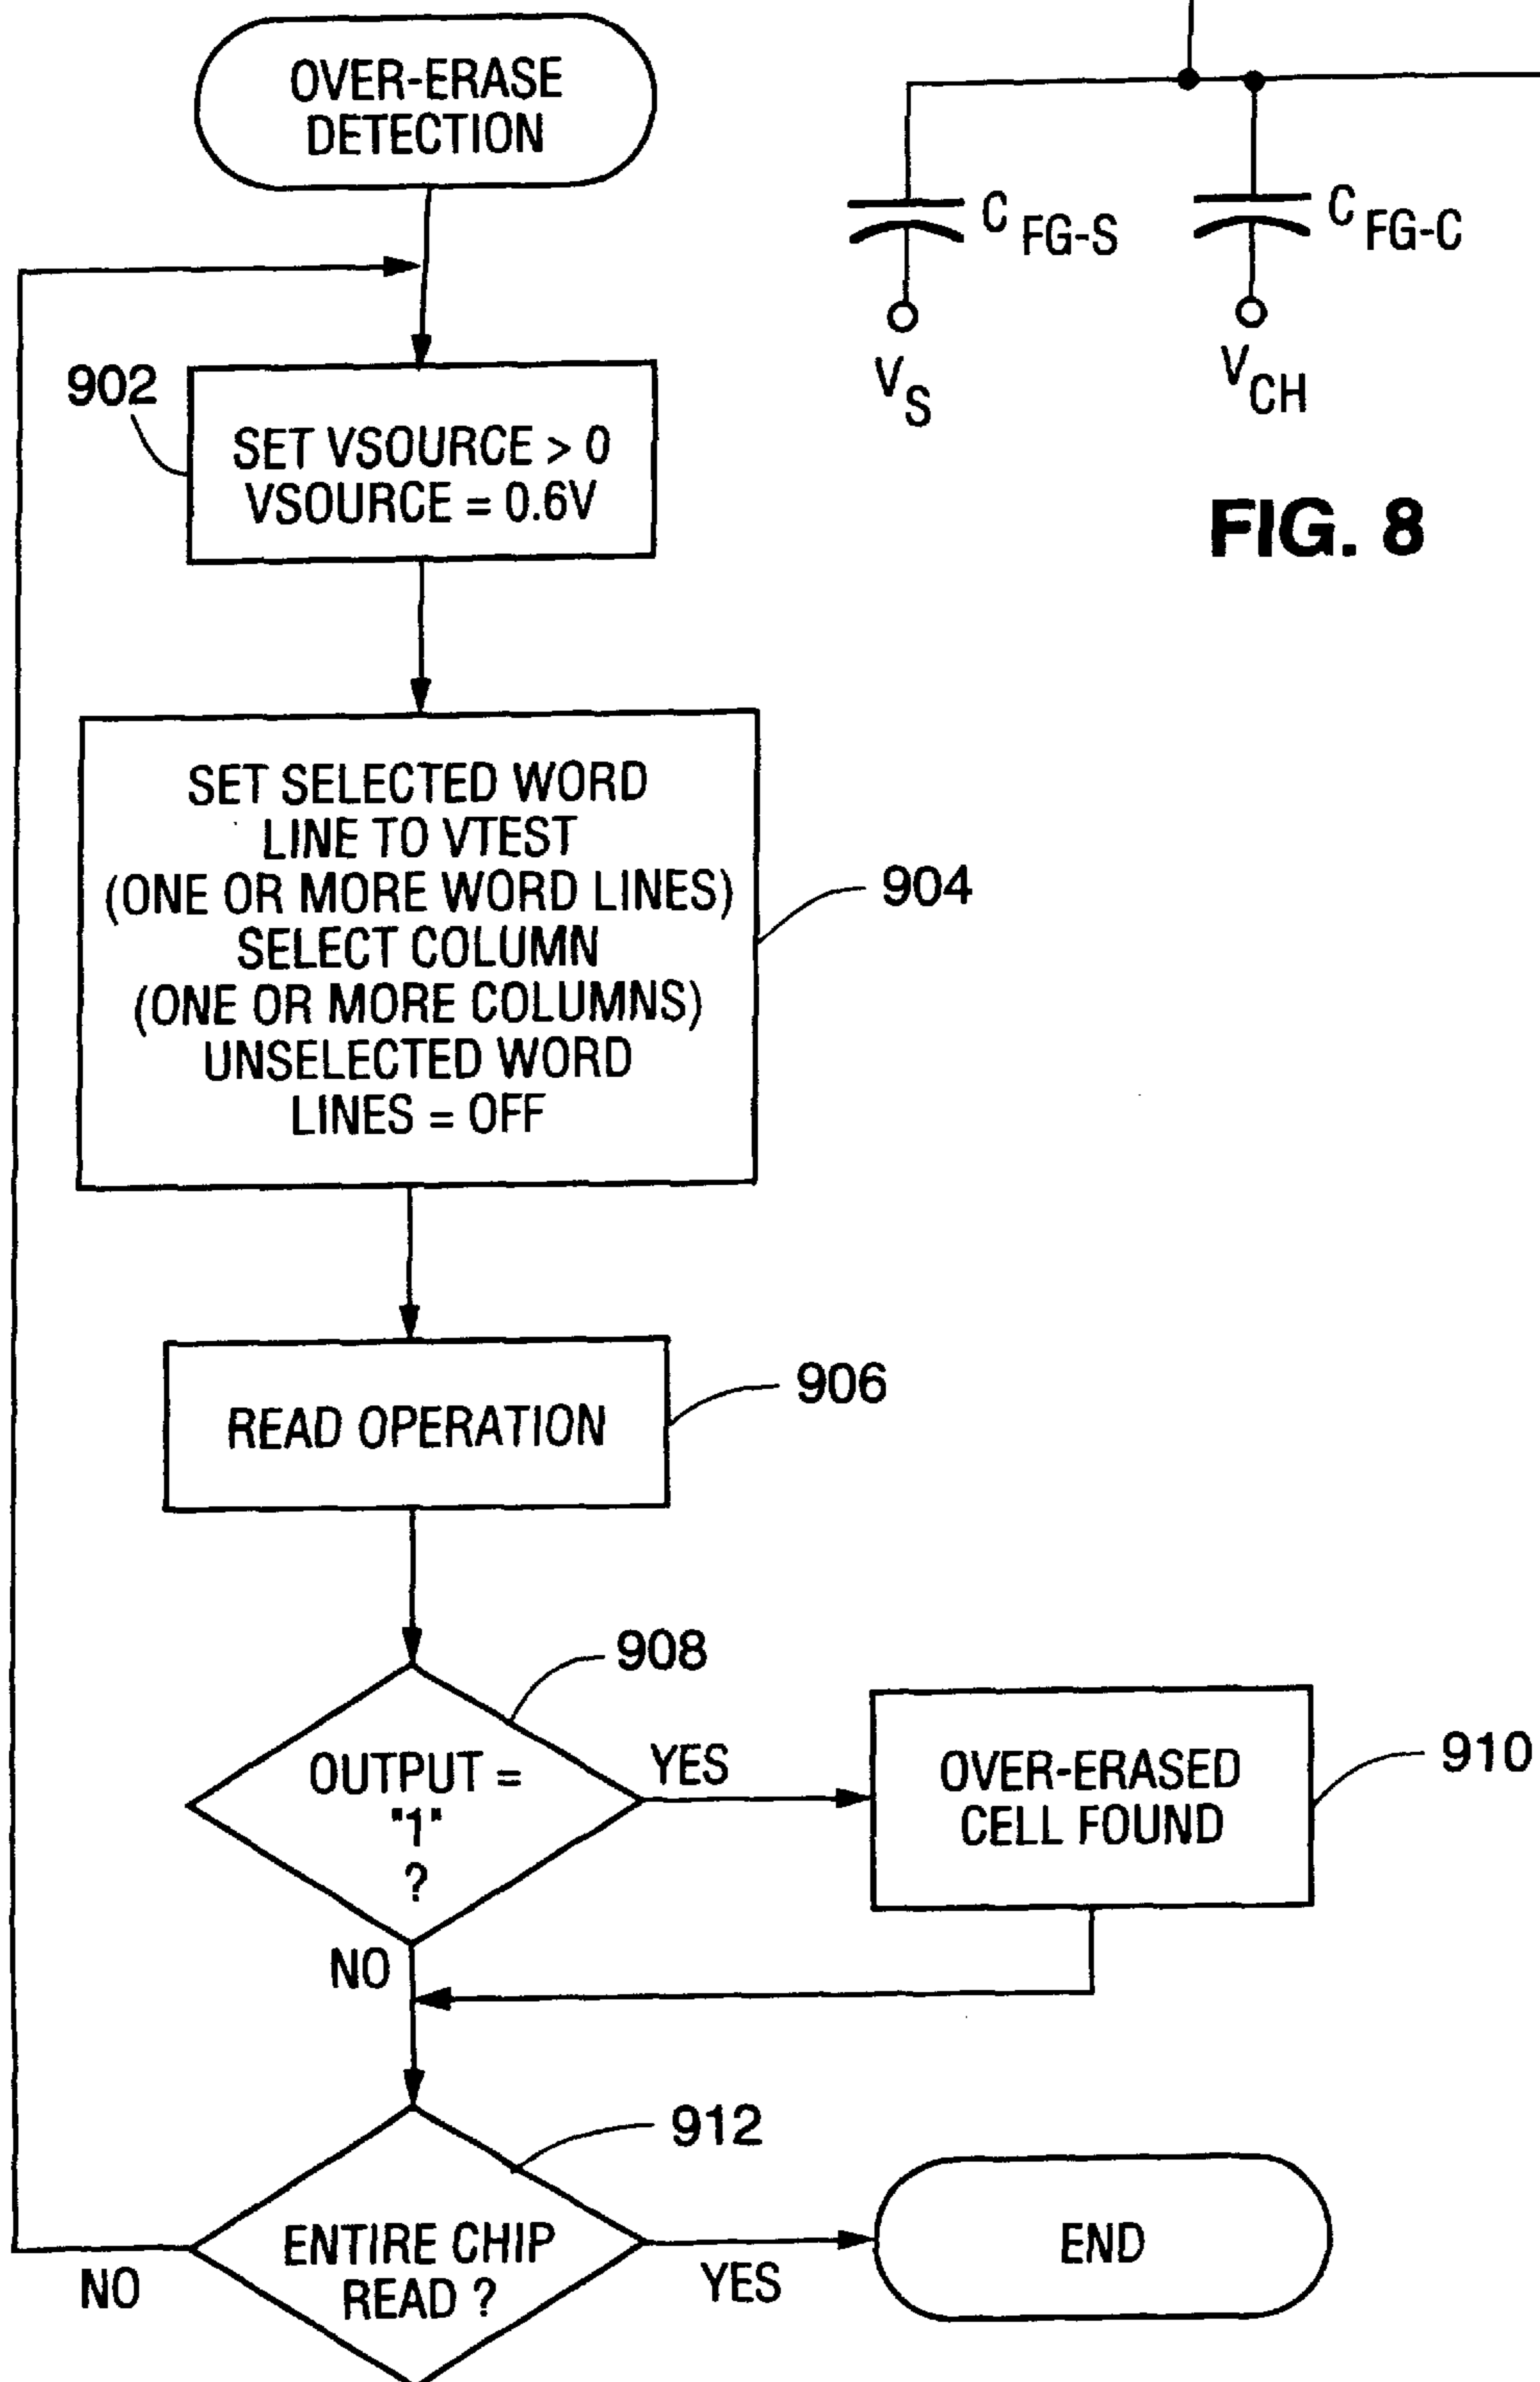 OVER-ERASE
DETECTION
C FG-S
C FG-C
V S
V CH
FIG. 8
902
SET VSOURCE > 0
VSOURCE = 0.6V
SET SELECTED WORD
LINE TO VTEST
(ONE OR MORE WORD LINES)
SELECT COLUMN
(ONE OR MORE COLUMNS)
UNSELECTED WORD
LINES = OFF
904
READ OPERATION
906
908
OUTPUT =
"1"
?
YES
NO
OVER-ERASED
CELL FOUND
910
912
ENTIRE CHIP
READ ?
NO
YES
END